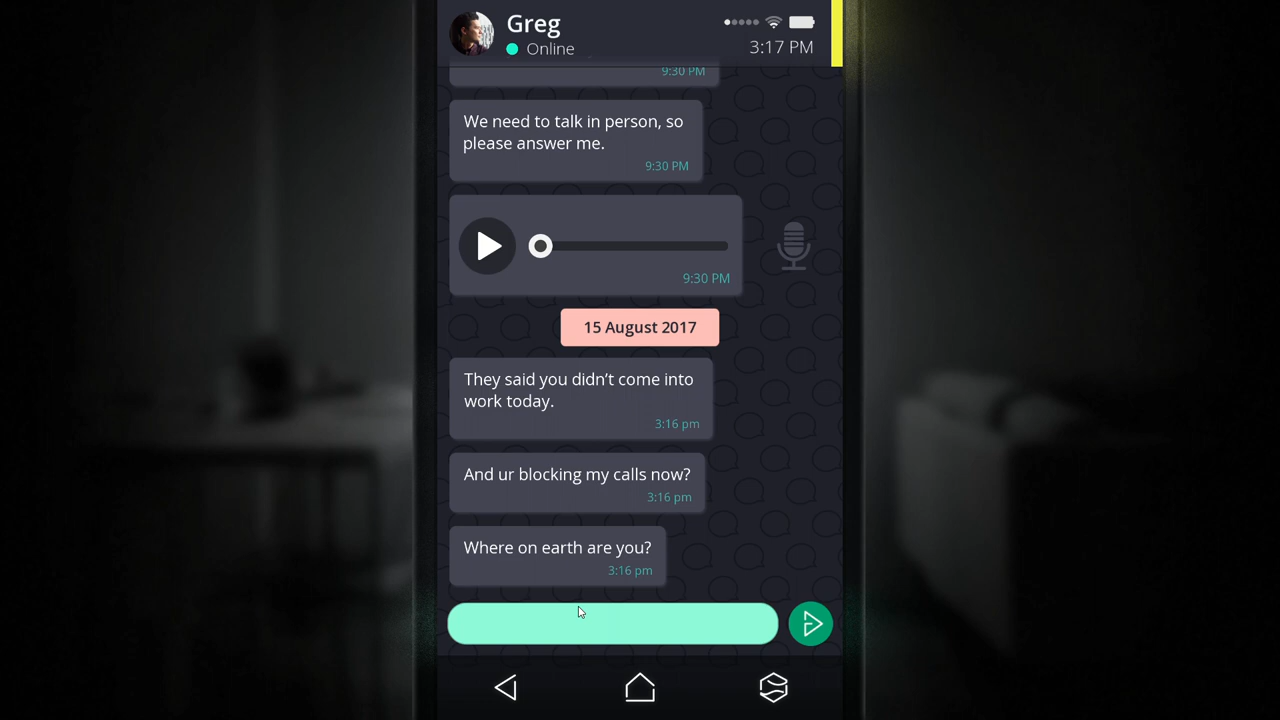 Greg
Online
3:17 PM
9:30 PM
We need to talk in person, so
please answer me.
9:30 PM
9:30 PM
15 August 2017
They said you didn’t come into
work today.
3:16 pm
And ur blocking my calls now?
3:16 pm
Where on earth are you?
3:16 pm